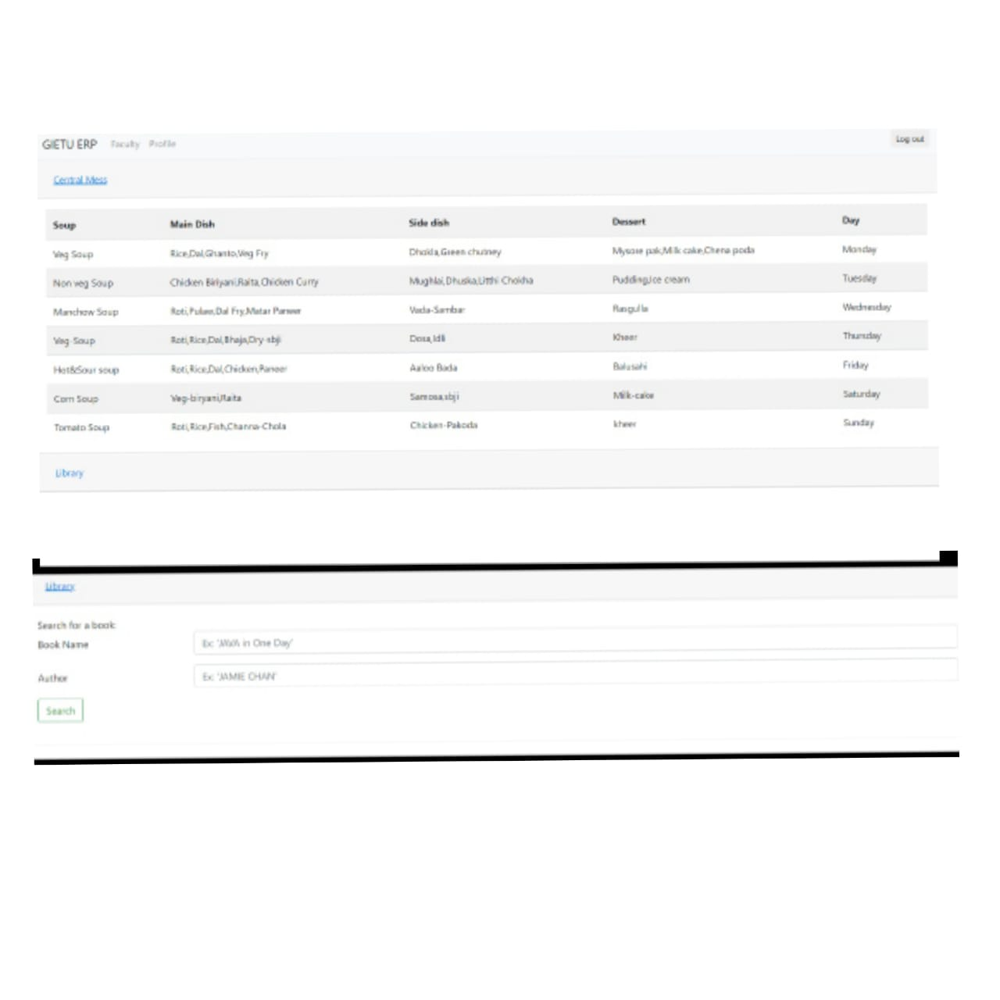 GIETU ERP Faculty Profile Log out
Central Mess
Soup Main Dish Side dish Dessert Day
Veg Soup Rice,Dal,Ghanto,Veg Fry Dhokla,Green chutney Mysore pak,Milk cake,Chena poda Monday
Non veg Soup Chicken Biriyani,Raita,Chicken Curry Mughlai,Dhuska,Litthi Chokha Pudding,Ice cream Tuesday
Manchow Soup Roti,Pulaw,Dal Fry,Matar Paneer Vada-Sambar Rasgulla Wednesday
Veg-Soup Roti,Rice,Dal,Bhaja,Dry-sbji Dosa,Idli Kheer Thursday
Hot&Sour soup Roti,Rice,Dal,Chicken,Paneer Aaloo Bada Balusahi Friday
Corn Soup Veg-biryani,Raita Samosa,sbji Milk-cake Saturday
Tomato Soup Roti,Rice,Fish,Channa-Chola Chicken-Pakoda kheer Sunday
Library
Library
Search for a book:
Book Name Ex: 'JAVA in One Day'
Author Ex: 'JAMIE CHAN'
Search